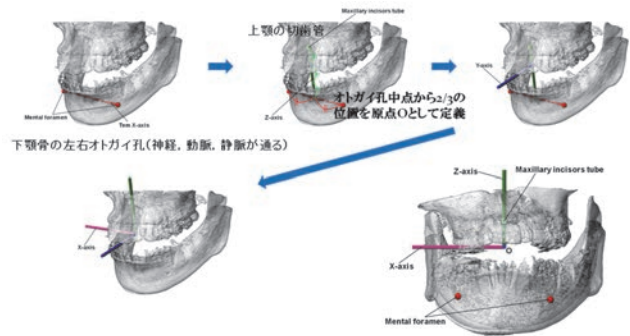 Maxillary incisors tube
上顎の切歯管
Mental foramen
Tem X-axis
Z-axis
オトガイ孔中点から2/3の
位置を原点Oとして定義
Y-axis
下顎骨の左右オトガイ孔(神経,動脈,静脈が通る)
X-axis
Z-axis
Maxillary incisors tube
X-axis
O
Mental foramen